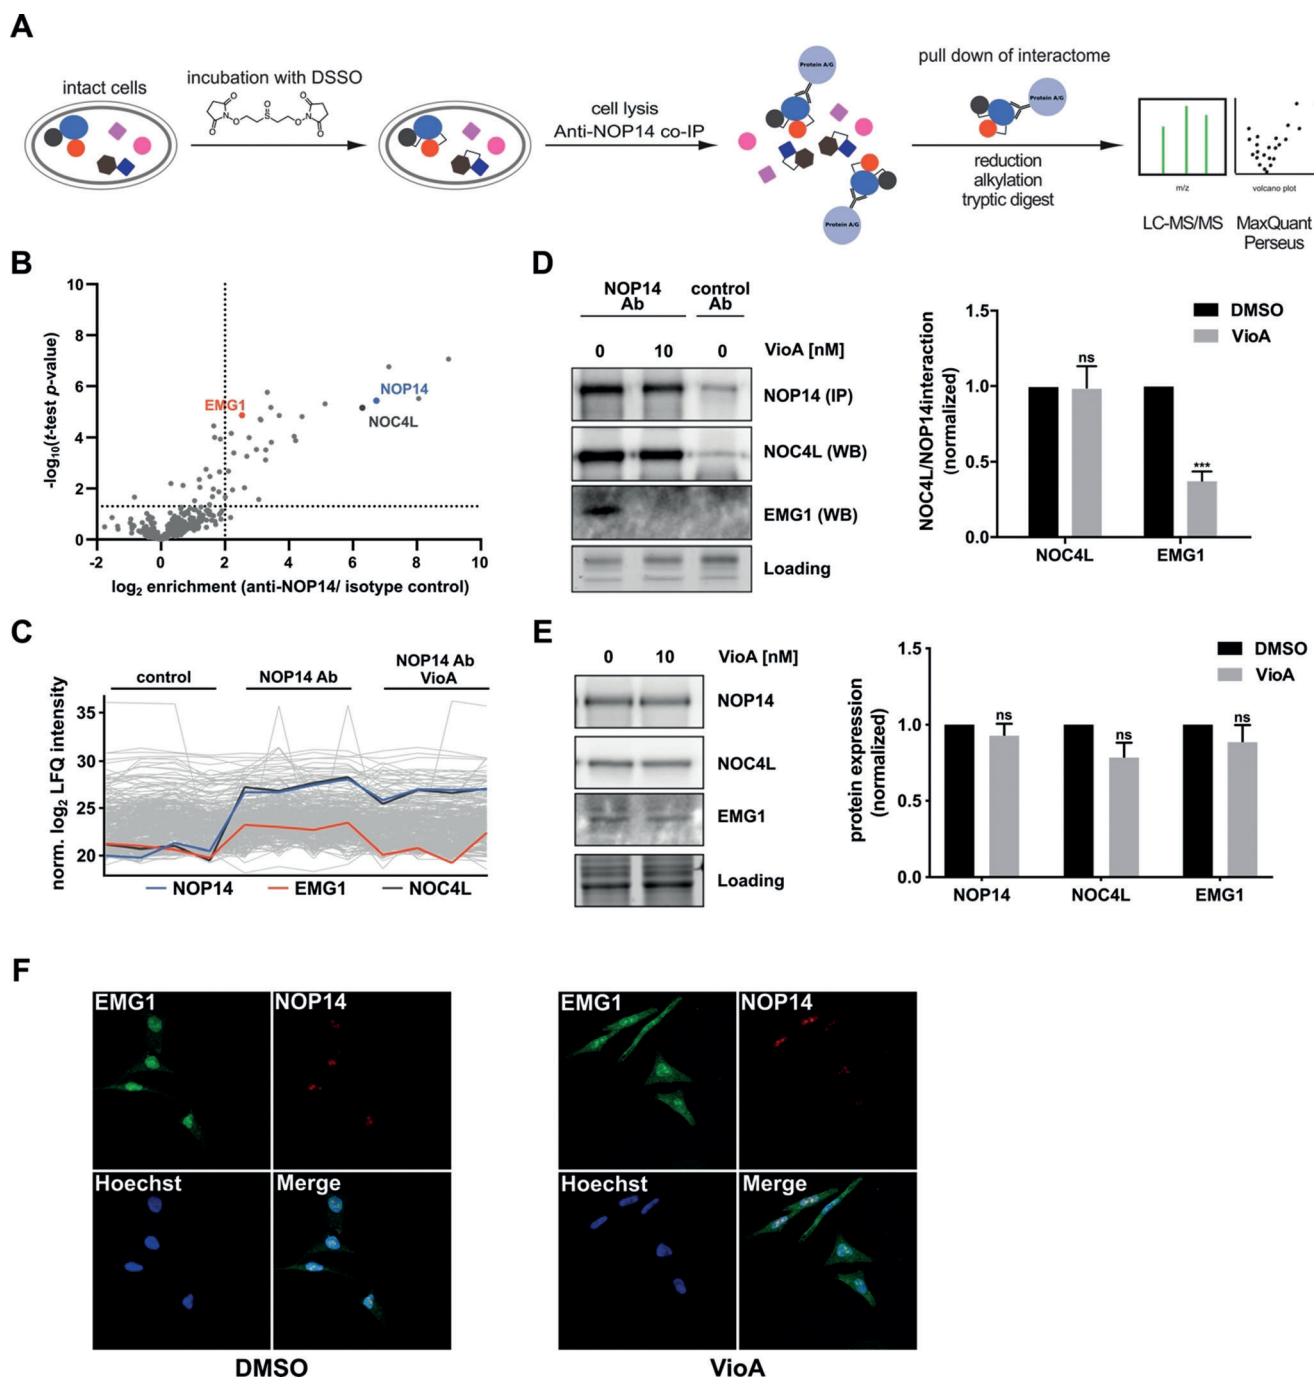 A
intact cells
incubation with DSSO
cell lysis
Anti-NOP14 co-IP
Protein A/G
Protein A/G
pull down of interactome
Protein A/G
reduction
alkylation
tryptic digest
m/z
volcano plot
LC-MS/MS
MaxQuant
Perseus
B
-log10(t-test p-value)
10
8
6
4
2
0
-2
0
2
4
6
8
10
EMG1
NOP14
NOC4L
log2 enrichment (anti-NOP14/ isotype control)
C
control
NOP14 Ab
NOP14 Ab
VioA
norm. log2 LFQ intensity
35
30
25
20
NOP14
EMG1
NOC4L
D
NOP14
Ab
control
Ab
0
10
0
VioA [nM]
NOP14 (IP)
NOC4L (WB)
EMG1 (WB)
Loading
NOC4L/NOP14interaction
(normalized)
1.5
1.0
0.5
0.0
DMSO
VioA
ns
***
NOC4L
EMG1
E
0
10
VioA [nM]
NOP14
NOC4L
EMG1
Loading
protein expression
(normalized)
1.5
1.0
0.5
0.0
DMSO
VioA
ns
ns
ns
NOP14
NOC4L
EMG1
F
EMG1
NOP14
Hoechst
Merge
DMSO
EMG1
NOP14
Hoechst
Merge
VioA